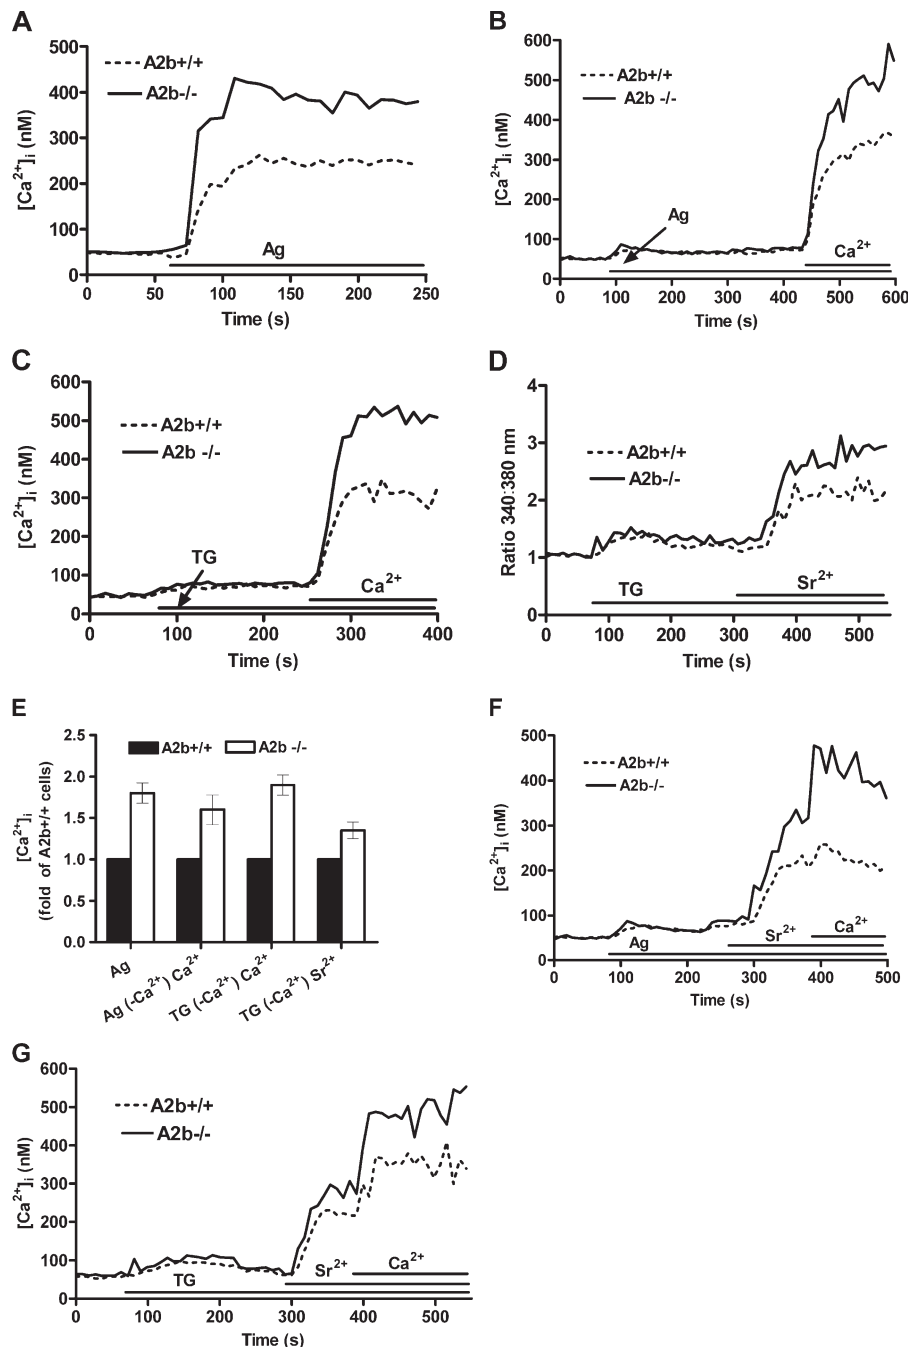 A
500
400
300
200
100
0
[Ca²⁺]ᵢ (nM)
A2b+/+
A2b-/-
Ag
0 50 100 150 200 250
Time (s)
B
600
500
400
300
200
100
0
[Ca²⁺]ᵢ (nM)
A2b+/+
A2b -/-
Ag
Ca²⁺
0 100 200 300 400 500 600
Time (s)
C
600
500
400
300
200
100
0
[Ca²⁺]ᵢ (nM)
A2b+/+
A2b -/-
TG
Ca²⁺
0 100 200 300 400
Time (s)
D
4
3
2
1
0
Ratio 340:380 nm
A2b+/+
A2b-/-
TG
Sr²⁺
0 100 200 300 400 500
Time (s)
E
2.5
2.0
1.5
1.0
0.5
0.0
[Ca²⁺]ᵢ
(fold of A2b+/+ cells)
A2b+/+ A2b -/-
Ag
Ag (-Ca²⁺) Ca²⁺
TG (-Ca²⁺) Ca²⁺
TG (-Ca²⁺) Sr²⁺
F
500
400
300
200
100
0
[Ca²⁺]ᵢ (nM)
A2b+/+
A2b-/-
Ag
Sr²⁺
Ca²⁺
0 100 200 300 400 500
Time (s)
G
600
500
400
300
200
100
0
[Ca²⁺]ᵢ (nM)
A2b+/+
A2b-/-
TG
Sr²⁺
Ca²⁺
0 100 200 300 400 500
Time (s)